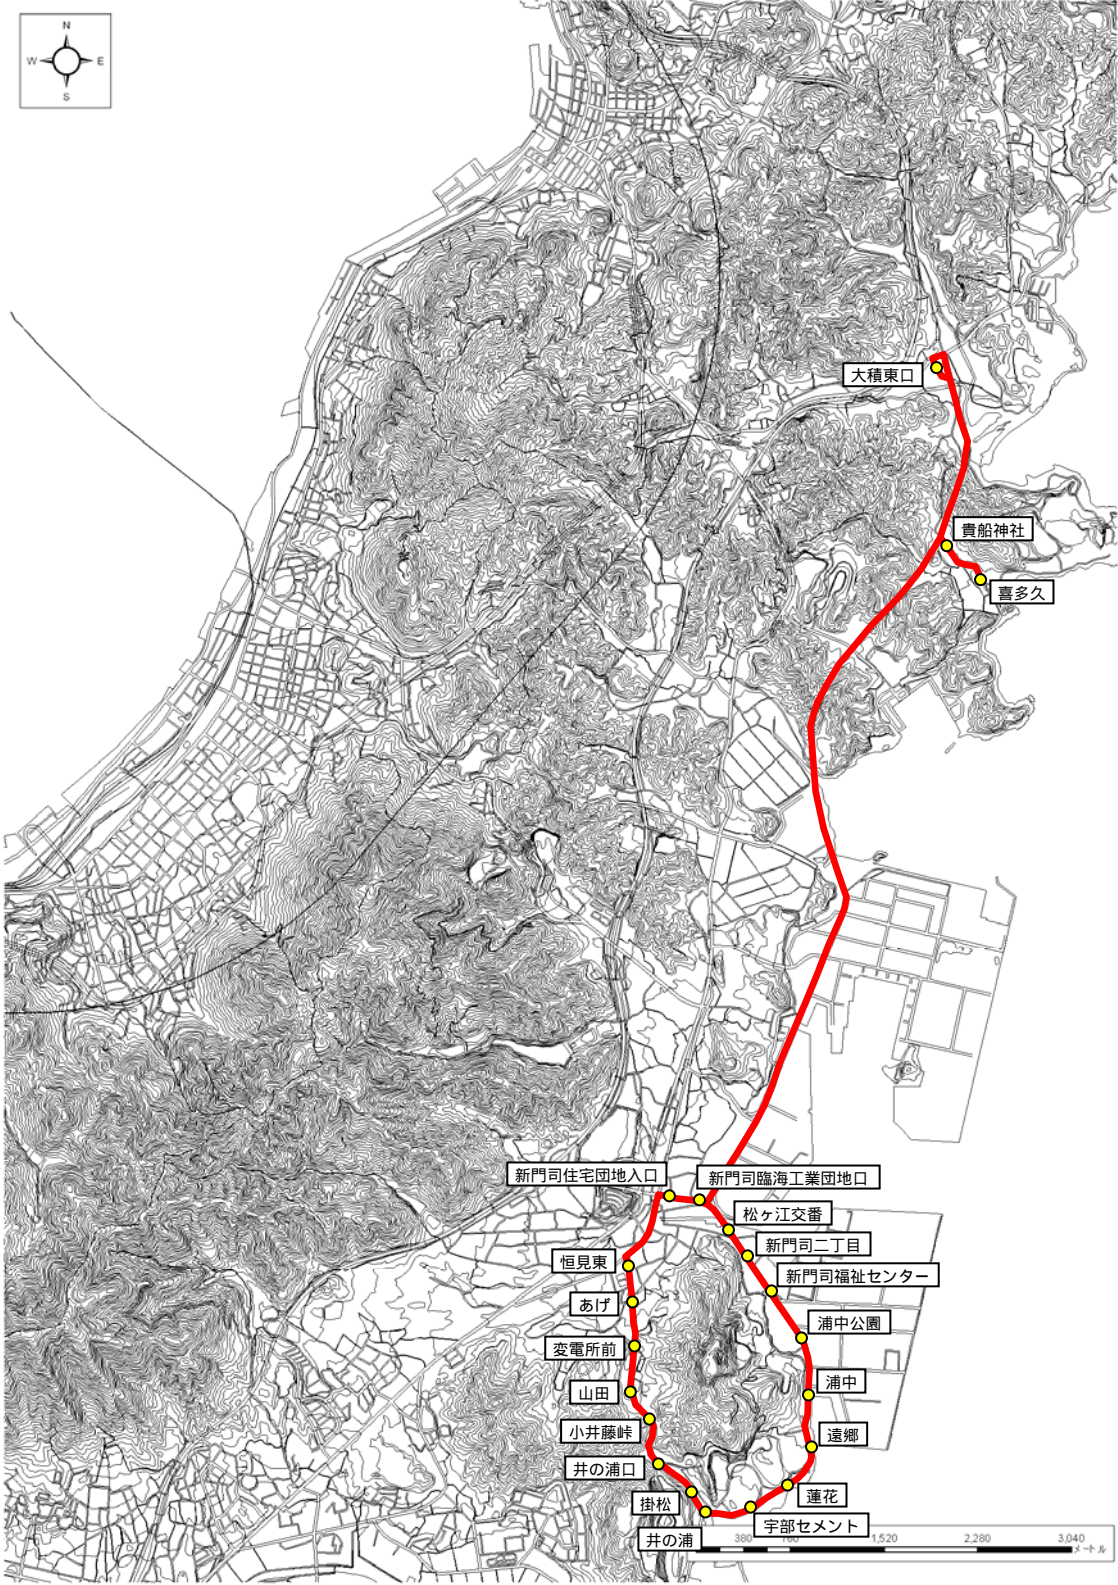 N
W E
S
大積東口
貴船神社
喜多久
新門司住宅団地入口
新門司臨海工業団地口
松ヶ江交番
新門司二丁目
恒見東
新門司福祉センター
あげ
浦中公園
変電所前
浦中
山田
小井藤峠
遠郷
井の浦口
蓮花
掛松
宇部セメント
井の浦
380 760 1,520 2,280 3,040
メートル